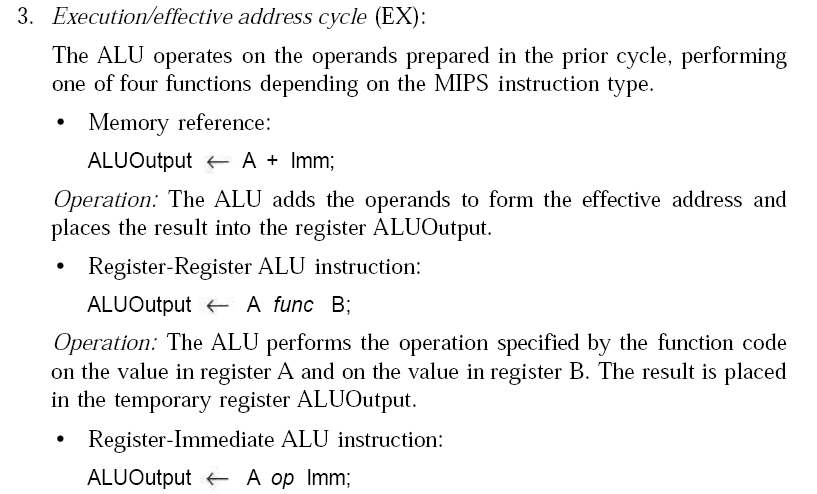 3. Execution/effective address cycle (EX):
The ALU operates on the operands prepared in the prior cycle, performing
one of four functions depending on the MIPS instruction type.
• Memory reference:
ALUOutput ← A + Imm;
Operation: The ALU adds the operands to form the effective address and
places the result into the register ALUOutput.
• Register-Register ALU instruction:
ALUOutput ← A func B;
Operation: The ALU performs the operation specified by the function code
on the value in register A and on the value in register B. The result is placed
in the temporary register ALUOutput.
• Register-Immediate ALU instruction:
ALUOutput ← A op Imm;